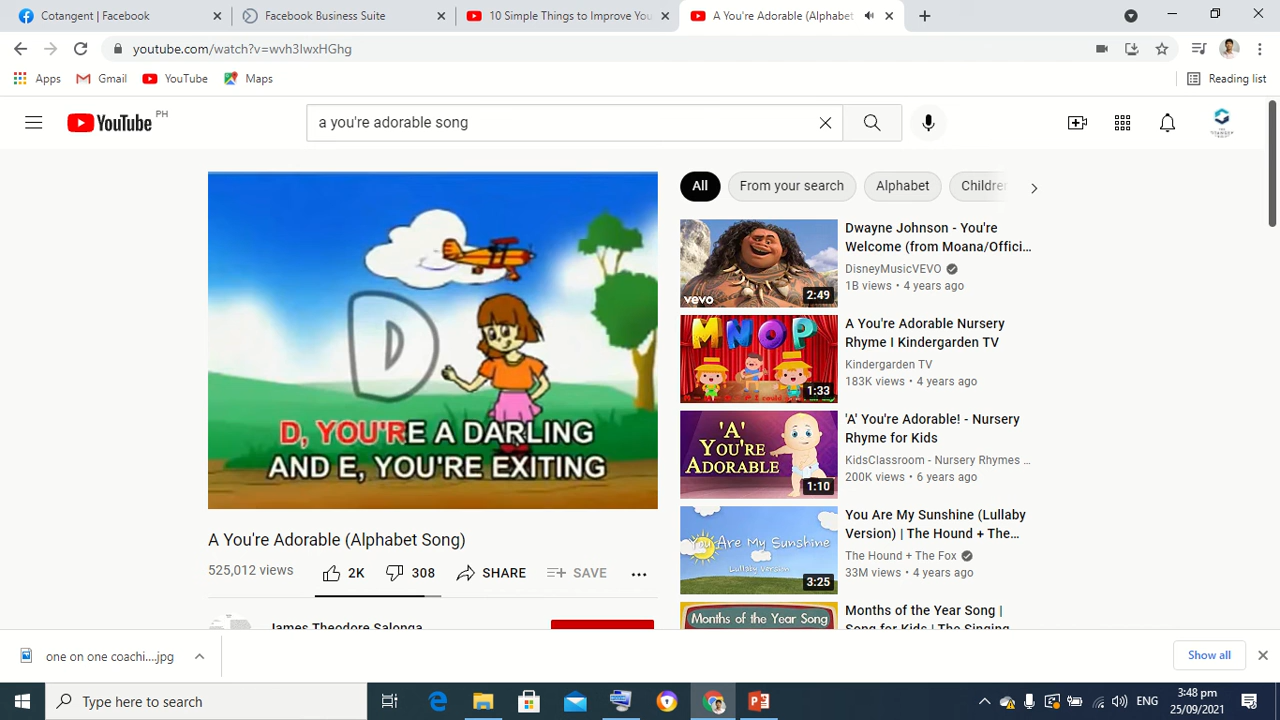 Cotangent | Facebook
Facebook Business Suite
10 Simple Things to Improve You
A You're Adorable (Alphabet
youtube.com/watch?v=wvh3IwxHGhg
Apps
Gmail
YouTube
Maps
Reading list
YouTube PH
a you're adorable song
All
From your search
Alphabet
Childre
D
D, YOU'RE A DARLING
AND E, YOU'RE EXITING
A You're Adorable (Alphabet Song)
525,012 views
2K
308
SHARE
SAVE
James Theodore Salonga
Dwayne Johnson - You're
Welcome (from Moana/Offici...
DisneyMusicVEVO
1B views • 4 years ago
vevo
2:49
A You're Adorable Nursery
Rhyme I Kindergarden TV
Kindergarden TV
183K views • 4 years ago
MNOP
1:33
'A' You're Adorable! - Nursery
Rhyme for Kids
KidsClassroom - Nursery Rhymes ...
200K views • 6 years ago
'A'
YOU'RE
ADORABLE
1:10
You Are My Sunshine (Lullaby
Version) | The Hound + The...
The Hound + The Fox
33M views • 4 years ago
You Are My Sunshine
Lullaby Version
3:25
Months of the Year Song |
Song for Kids | The Singing
Months of the Year Song
one on one coachi....jpg
Show all
Type here to search
ENG
3:48 pm
25/09/2021